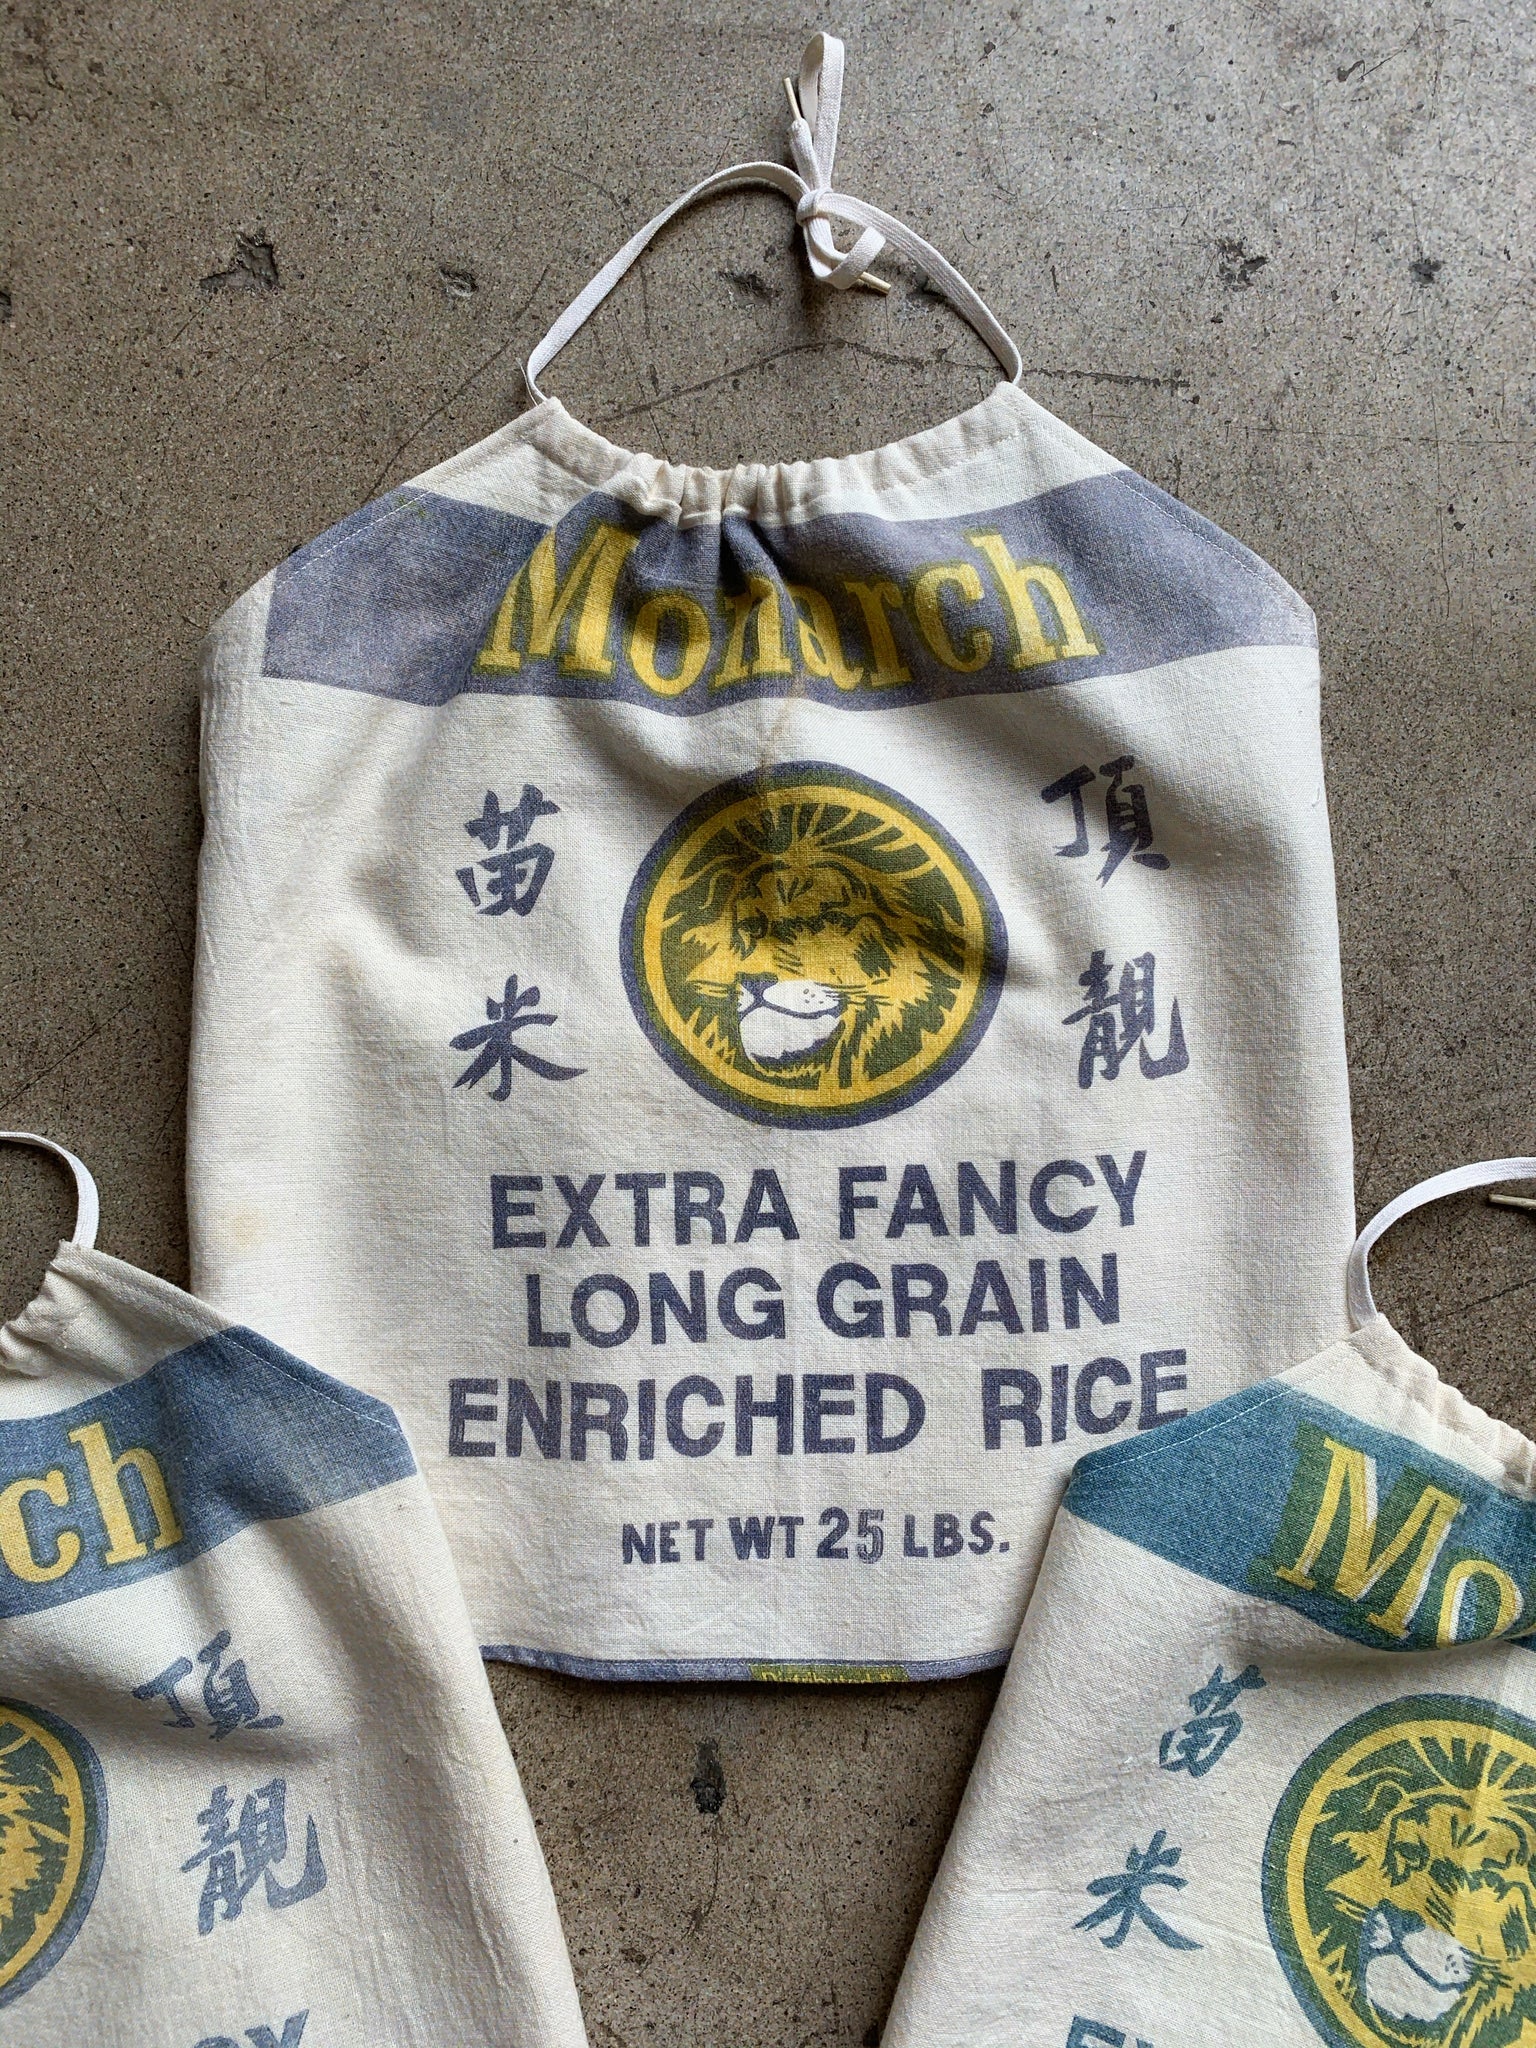 Monarch
苗米
頂靚
EXTRA FANCY
LONG GRAIN
ENRICHED RICE
NET WT 25 LBS.
ch
頂靚
Mo
苗米